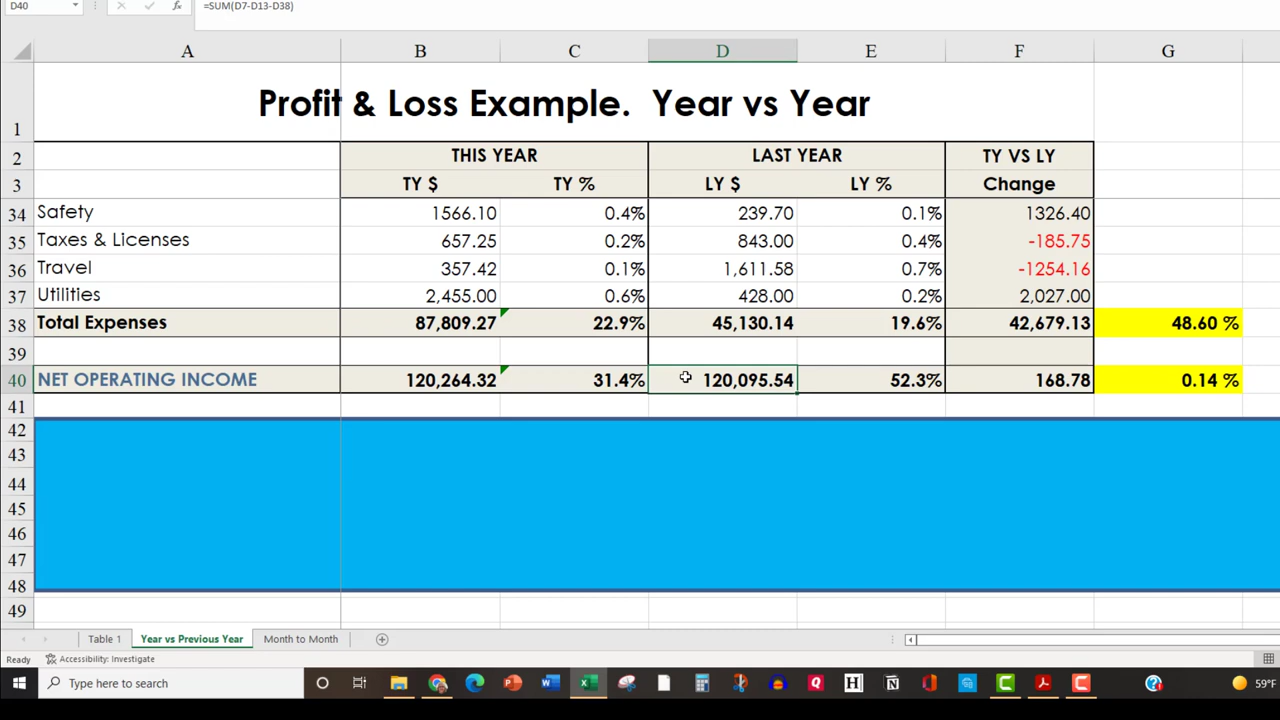 D40 fx =SUM(D7-D13-D38)
A B C D E F G
1 Profit & Loss Example. Year vs Year
2 THIS YEAR LAST YEAR TY VS LY
3 TY $ TY % LY $ LY % Change
34 Safety 1566.10 0.4% 239.70 0.1% 1326.40
35 Taxes & Licenses 657.25 0.2% 843.00 0.4% -185.75
36 Travel 357.42 0.1% 1,611.58 0.7% -1254.16
37 Utilities 2,455.00 0.6% 428.00 0.2% 2,027.00
38 Total Expenses 87,809.27 22.9% 45,130.14 19.6% 42,679.13 48.60 %
39
40 NET OPERATING INCOME 120,264.32 31.4% 120,095.54 52.3% 168.78 0.14 %
41
42
43
44
45
46
47
48
49
Table 1 Year vs Previous Year Month to Month
Ready Accessibility: Investigate
Type here to search 59°F